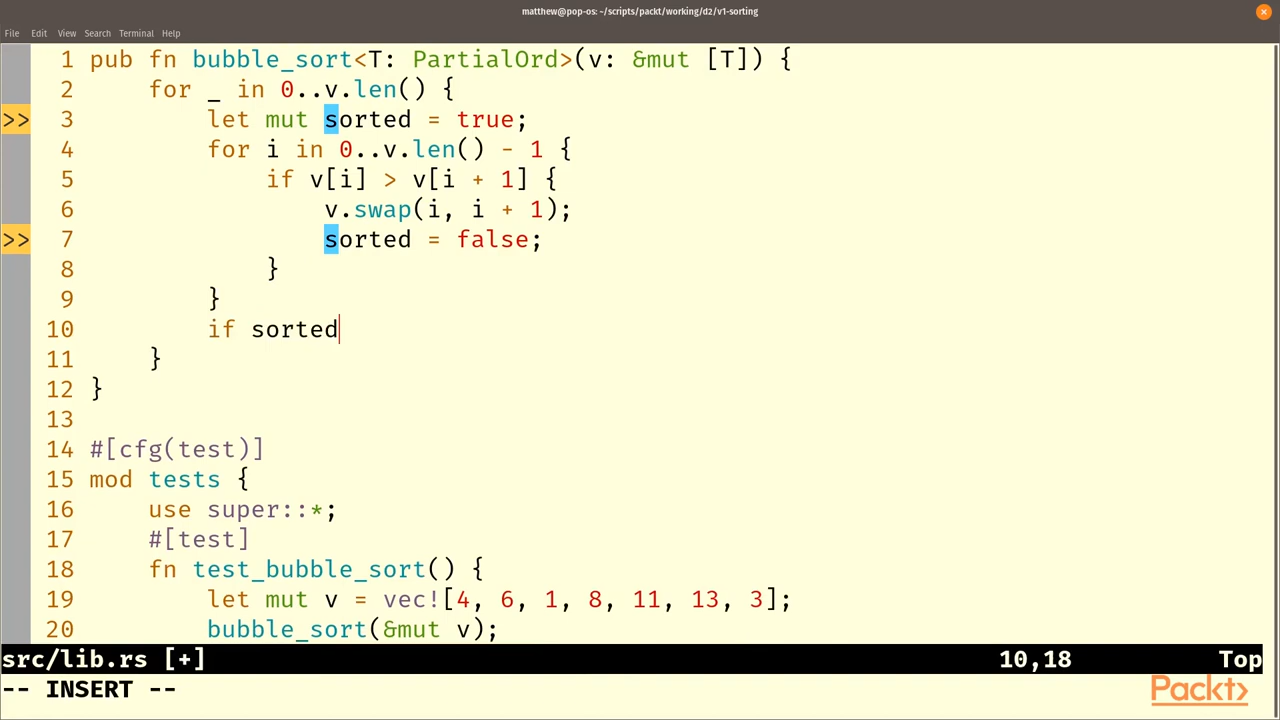 matthew@pop-os: ~/scripts/packt/working/d2/v1-sorting
File Edit View Search Terminal Help
1 pub fn bubble_sort<T: PartialOrd>(v: &mut [T]) {
2     for _ in 0..v.len() {
>> 3         let mut sorted = true;
4         for i in 0..v.len() - 1 {
5             if v[i] > v[i + 1] {
6                 v.swap(i, i + 1);
>> 7                 sorted = false;
8             }
9         }
10         if sorted
11     }
12 }
13
14 #[cfg(test)]
15 mod tests {
16     use super::*;
17     #[test]
18     fn test_bubble_sort() {
19         let mut v = vec![4, 6, 1, 8, 11, 13, 3];
20         bubble_sort(&mut v);
src/lib.rs [+] 10,18 Top
-- INSERT --
Packt>